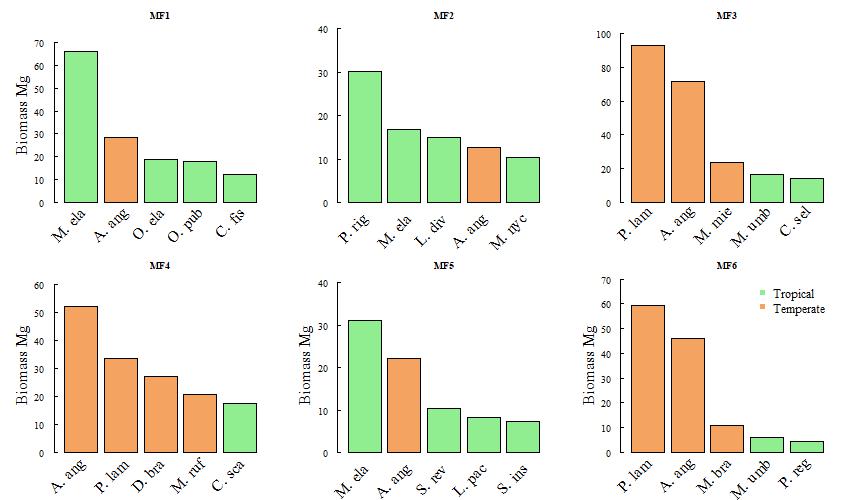 MF1
Biomass Mg
70
60
50
40
30
20
10
0
M. ela
A. ang
O. ela
O. pub
C. fis
MF2
40
30
20
10
0
P. rig
M. ela
L. div
A. ang
M. nyc
MF3
100
80
60
40
20
0
P. lam
A. ang
M. mie
M. umb
C. sel
MF4
Biomass Mg
60
50
40
30
20
10
0
A. ang
P. lam
D. bra
M. ruf
C. sca
MF5
Biomass Mg
40
30
20
10
0
M. ela
A. ang
S. rev
L. pac
S. ins
MF6
Biomass Mg
70
60
50
40
30
20
10
0
Tropical
Temperate
P. lam
A. ang
M. bra
M. umb
P. reg